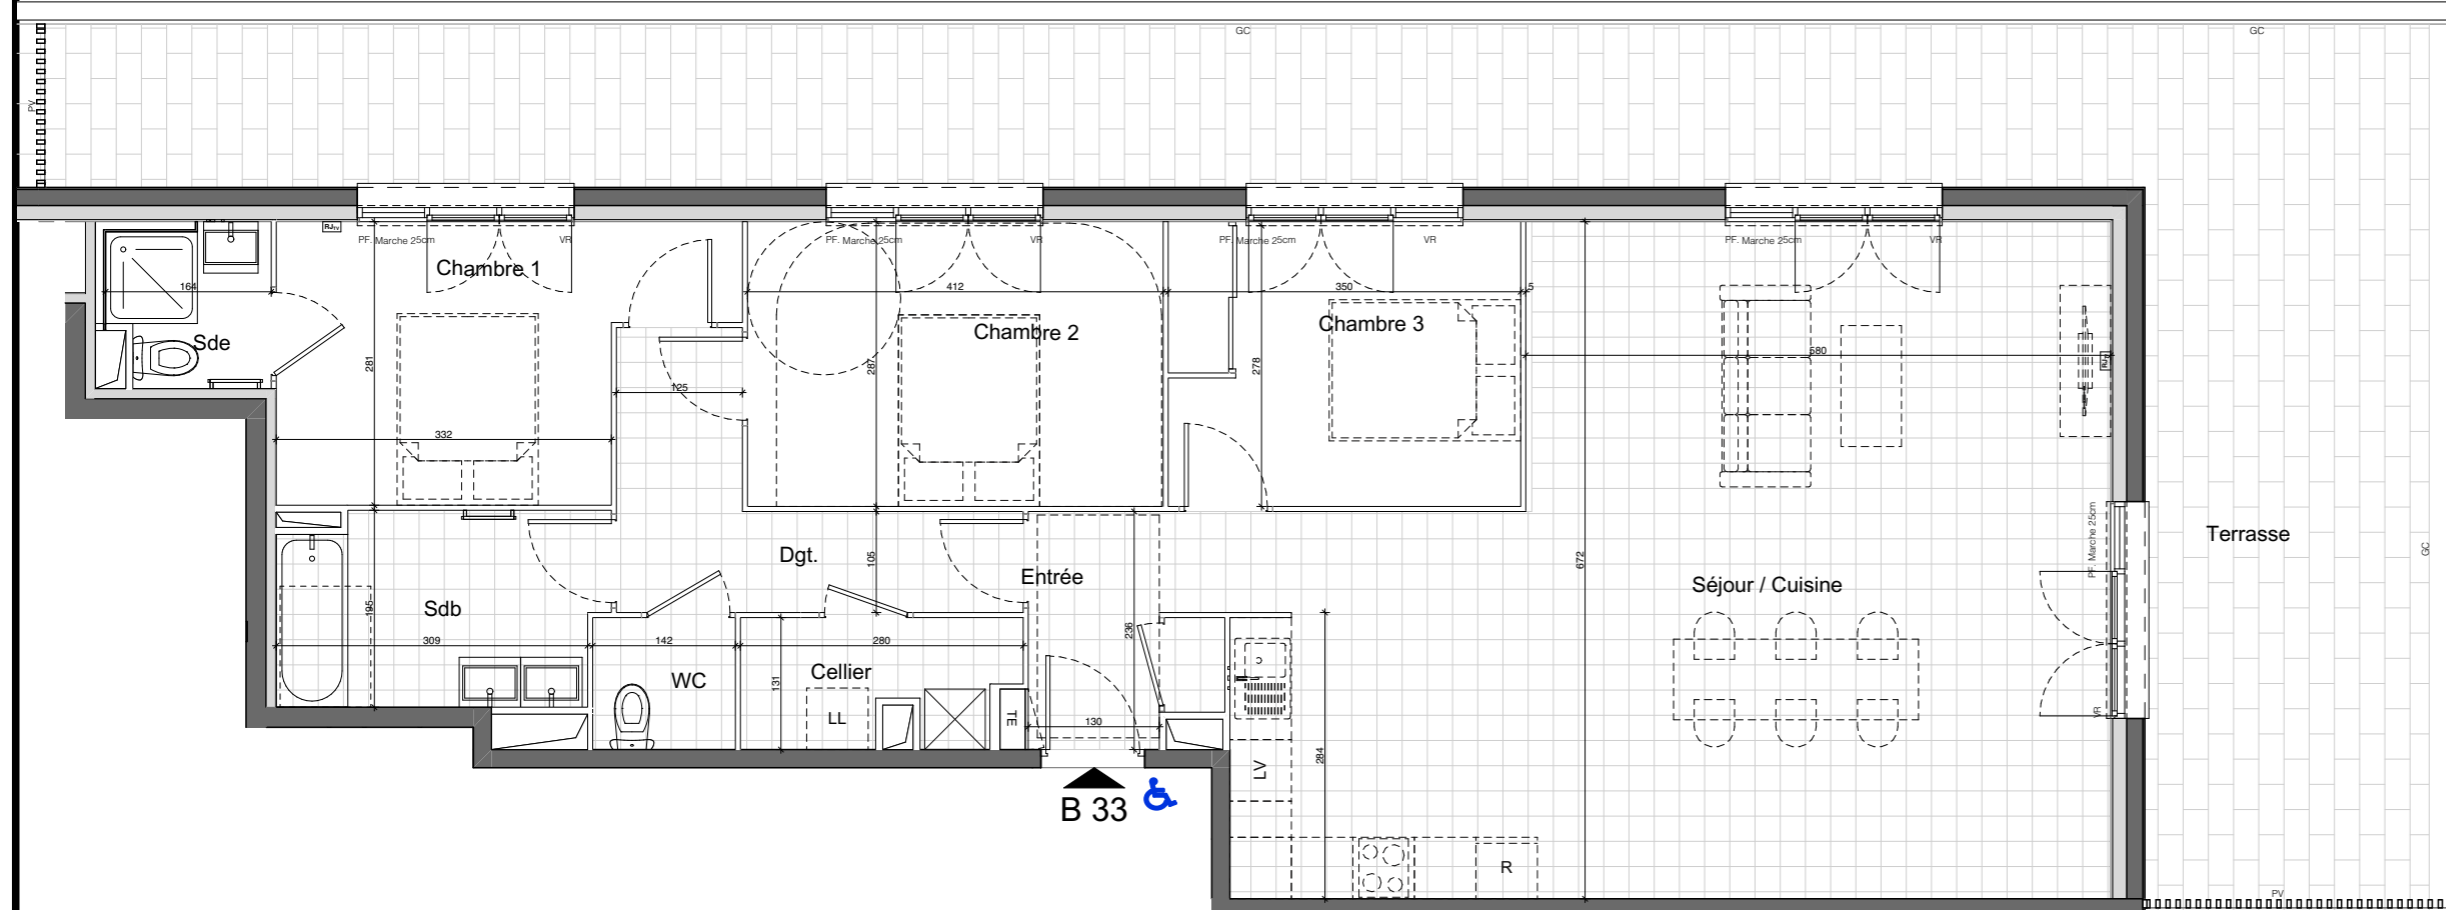 GC
GC
PV
RJTV
PF. Marche 25cm
VR
PF. Marche 25cm
VR
PF. Marche 25cm
VR
PF. Marche 25cm
VR
Chambre 1
164
412
350
5
Chambre 2
Chambre 3
Sde
580
281
287
278
125
332
PF. Marche 25cm
Terrasse
GC
Dgt.
105
Entrée
672
Séjour / Cuisine
Sdb
195
236
309
142
280
WC
Cellier
131
LL
TE
130
VR
284
LV
B 33
R
PV